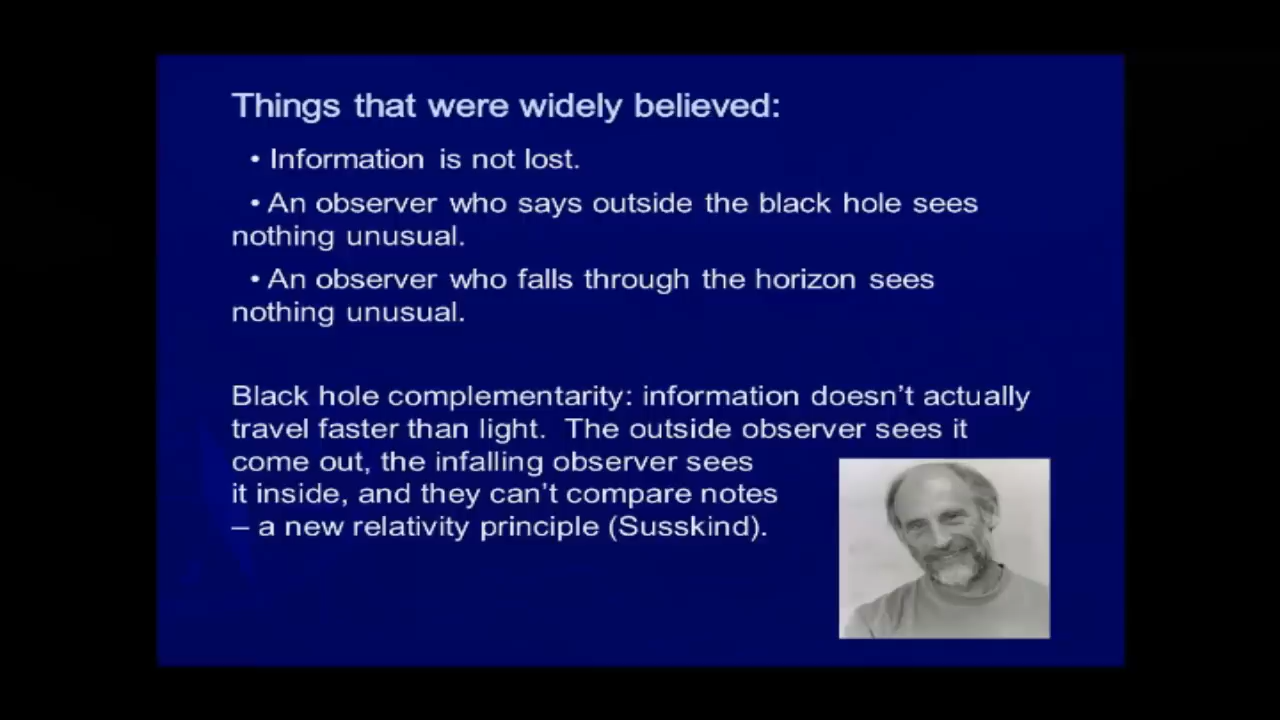 Things that were widely believed:
• Information is not lost.
• An observer who says outside the black hole sees
nothing unusual.
• An observer who falls through the horizon sees
nothing unusual.
Black hole complementarity: information doesn't actually
travel faster than light. The outside observer sees it
come out, the infalling observer sees
it inside, and they can't compare notes
– a new relativity principle (Susskind).